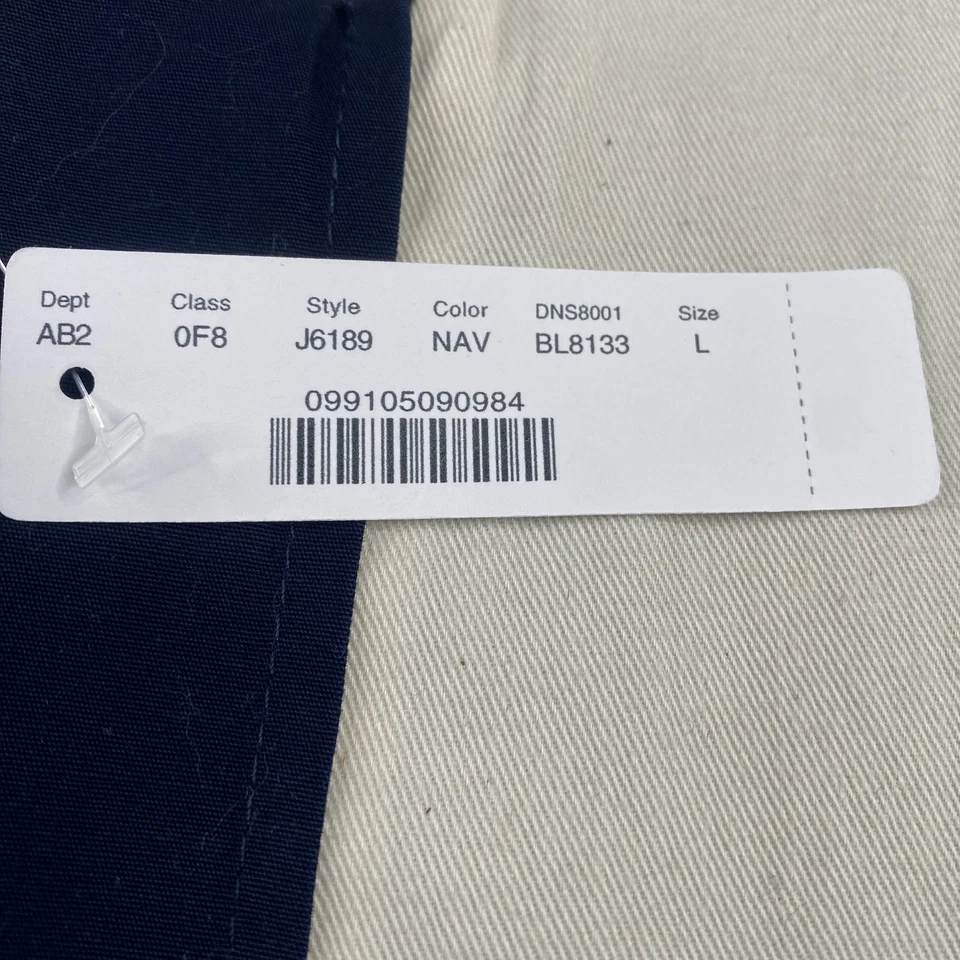 Dept Class Style Color DNS8001 Size
AB2 0F8 J6189 NAV BL8133 L
099105090984